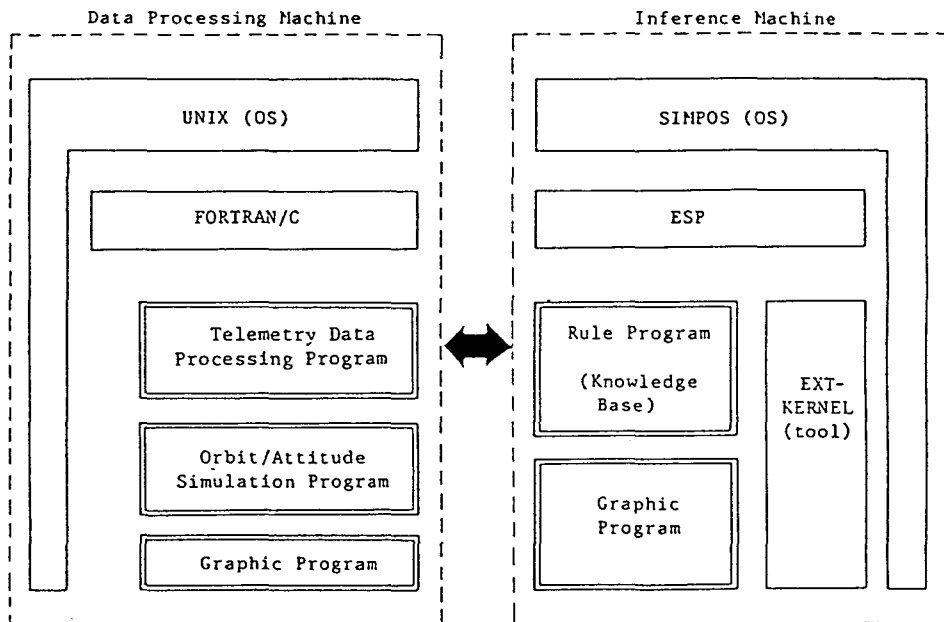 Data Processing Machine
Inference Machine
UNIX (OS)
SIMPOS (OS)
FORTRAN/C
ESP
Telemetry Data
Processing Program
Rule Program
(Knowledge
Base)
EXT-
KERNEL
(tool)
Orbit/Attitude
Simulation Program
Graphic
Program
Graphic Program